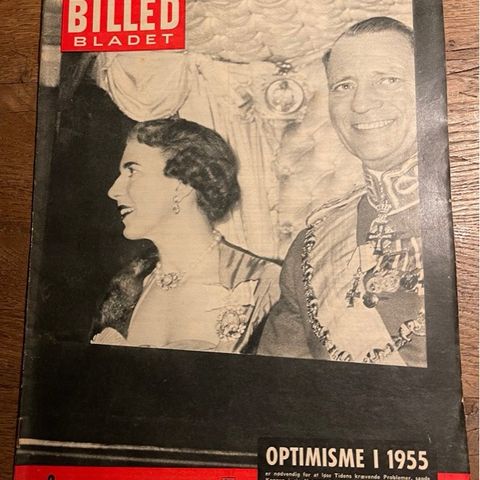 BILLED
BLADET
OPTIMISME I 1955
er nødvendig for at løse Tidens krævende Problemer, sagde